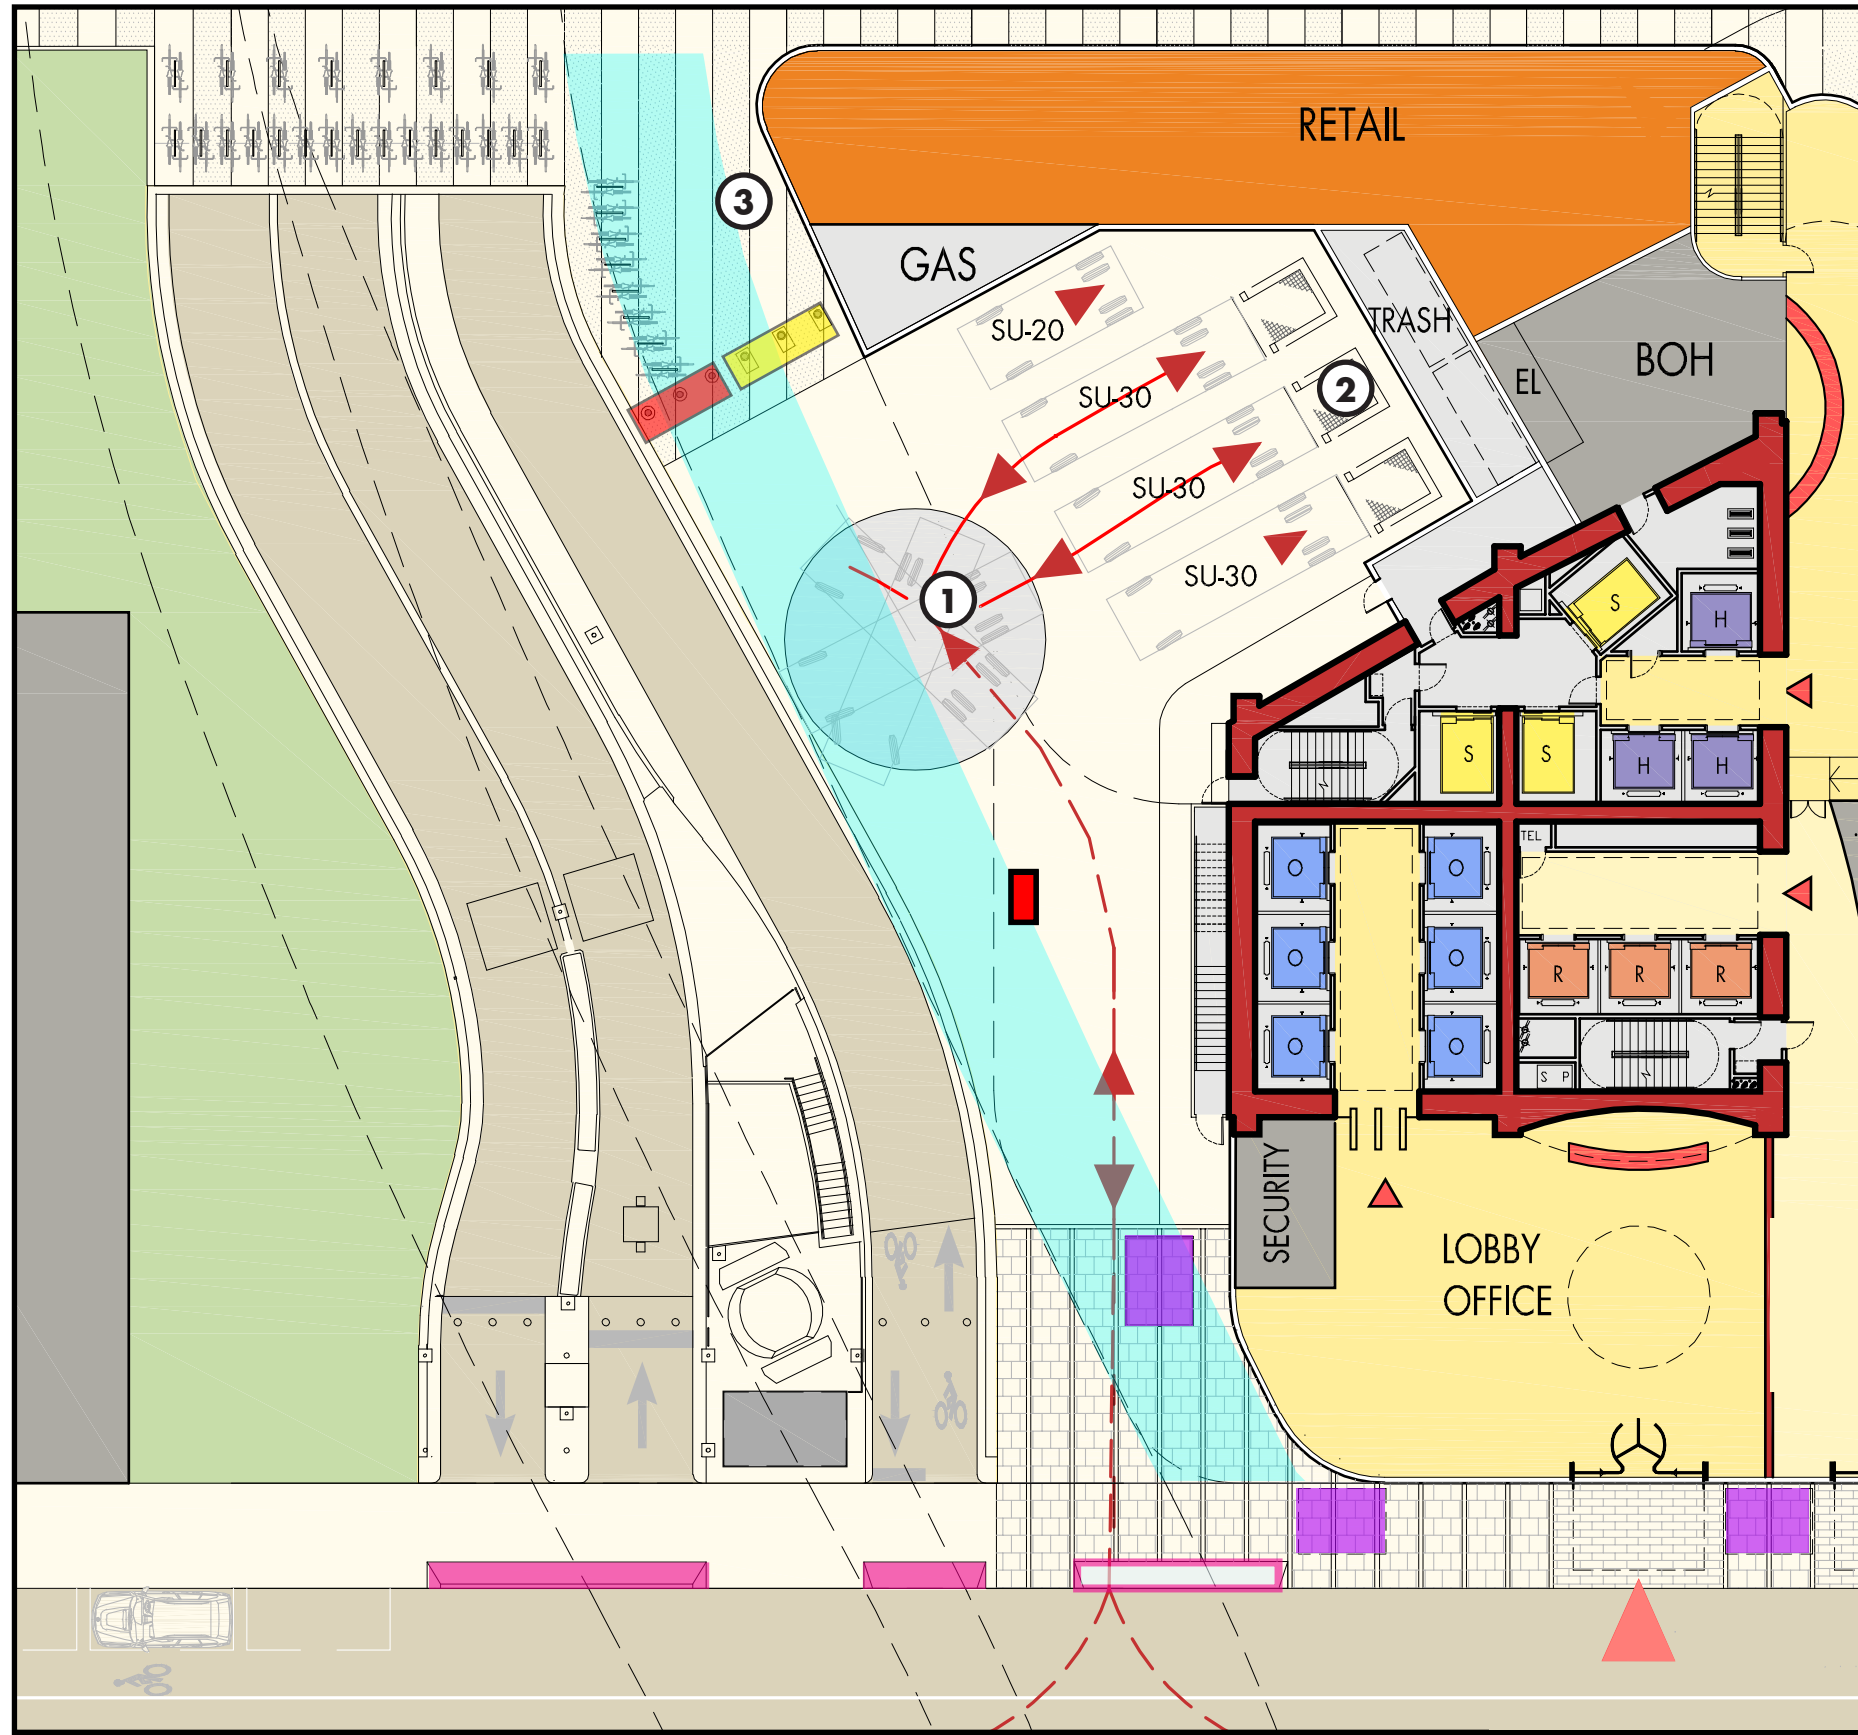 RETAIL
3
GAS
SU-20
TRASH
SU-30
2
EL
BOH
SU-30
SU-30
1
S
H
S
S
H
H
TEL
O
O
O
O
R
R
R
O
O
S P
SECURITY
LOBBY
OFFICE